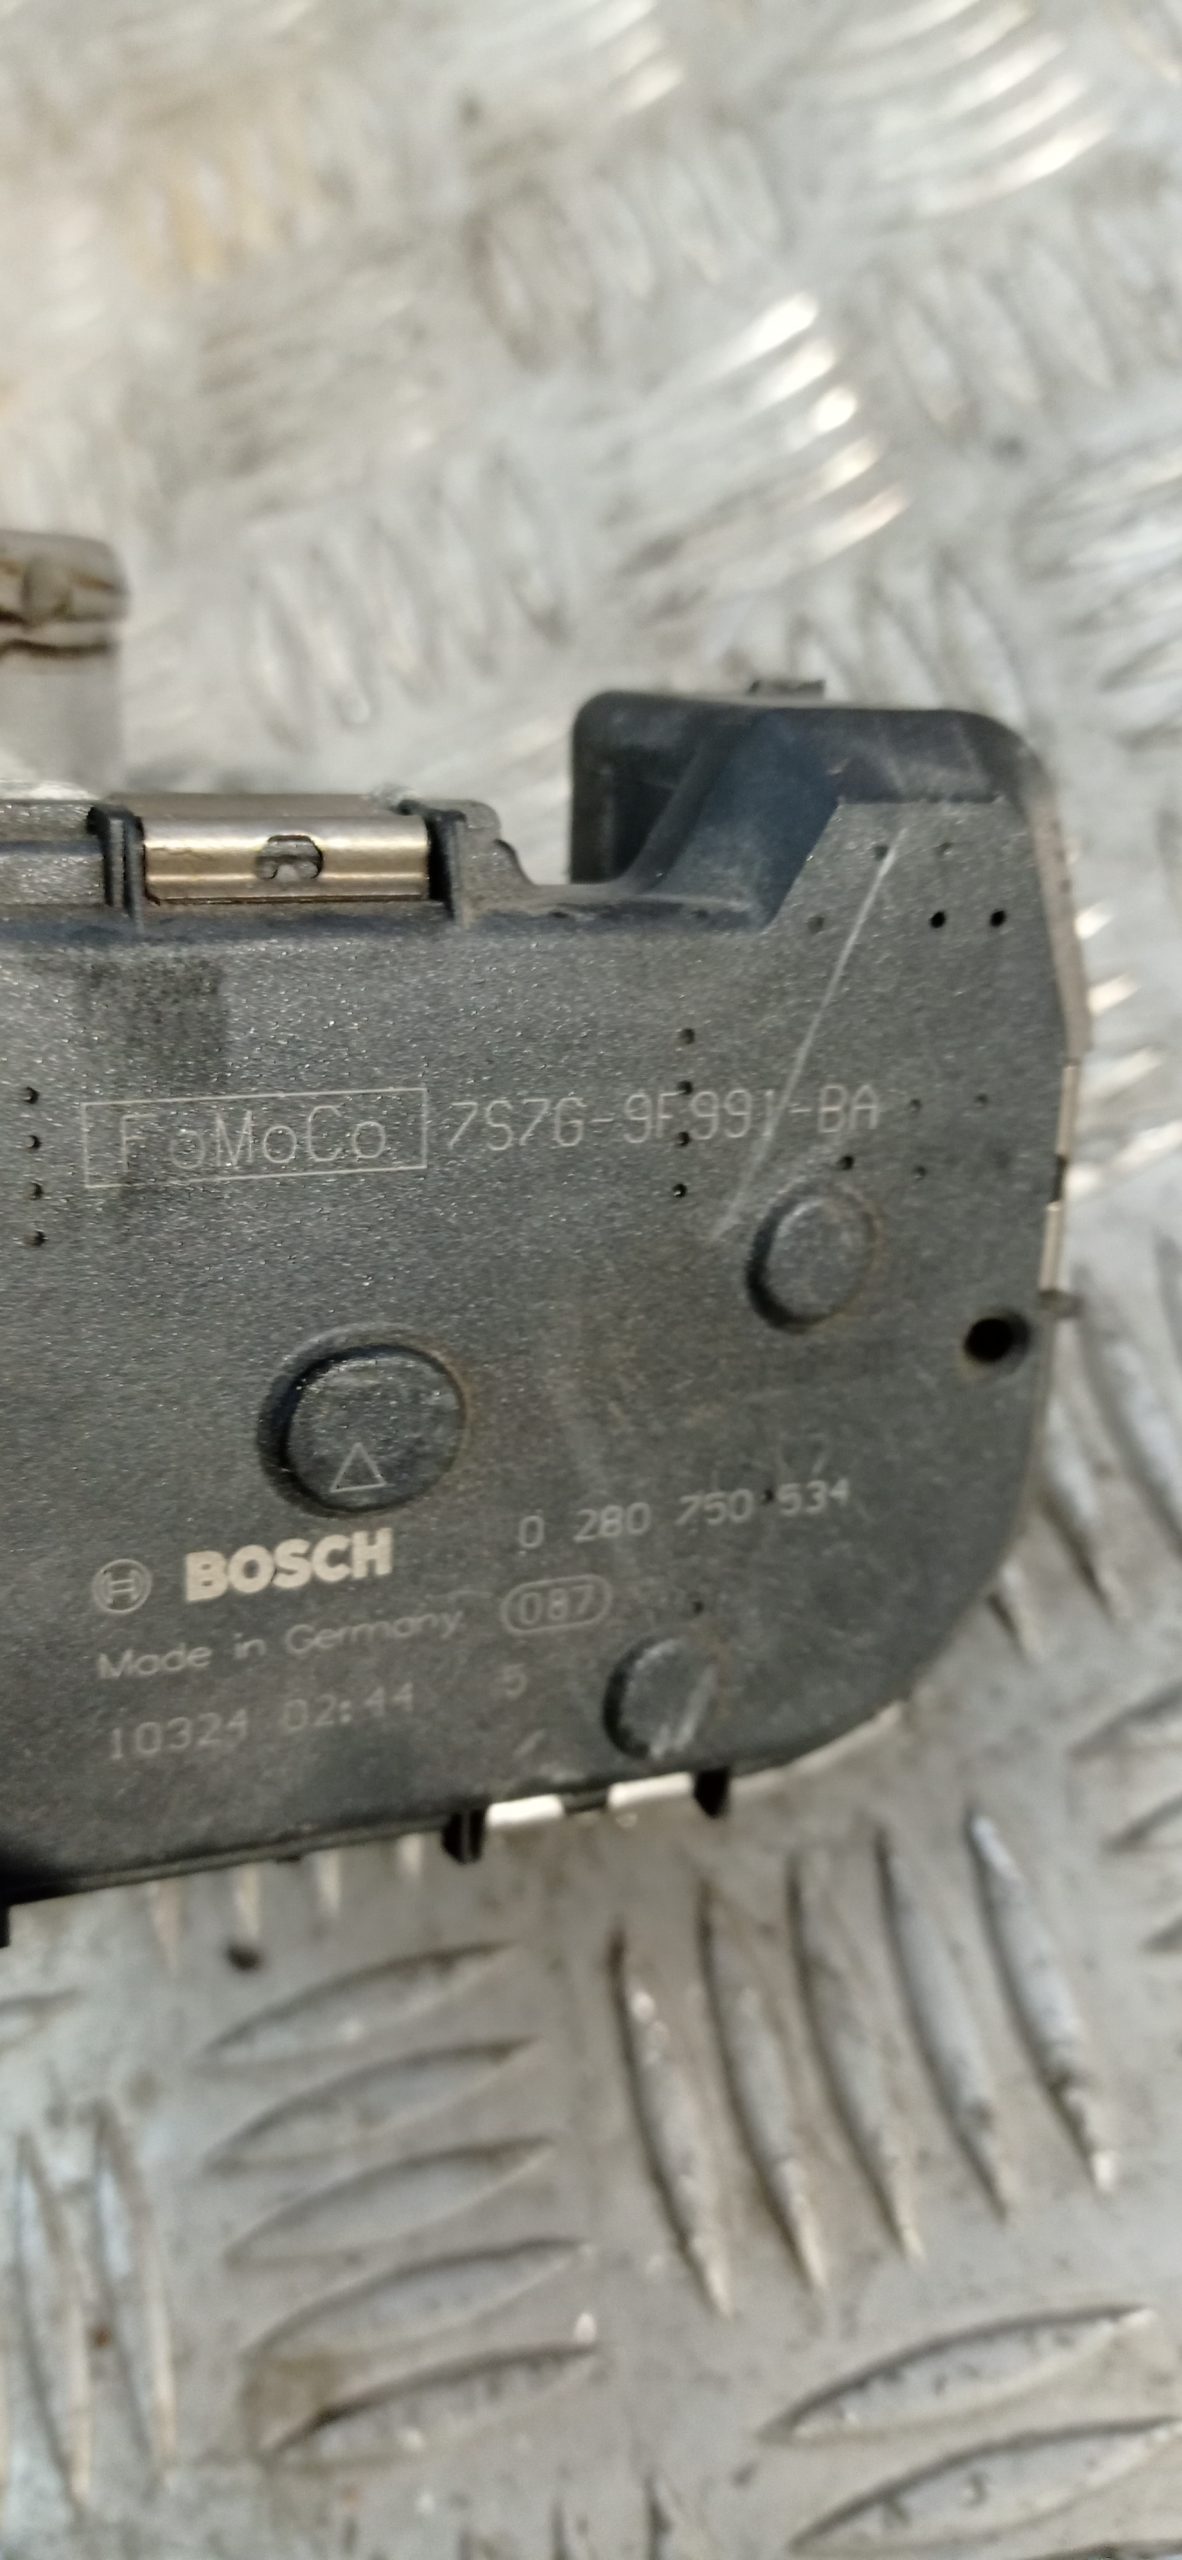 FoMoCo 7S7G-9F991-BA
BOSCH 0 280 750 534
Made in Germany 087
10324 02:44 5